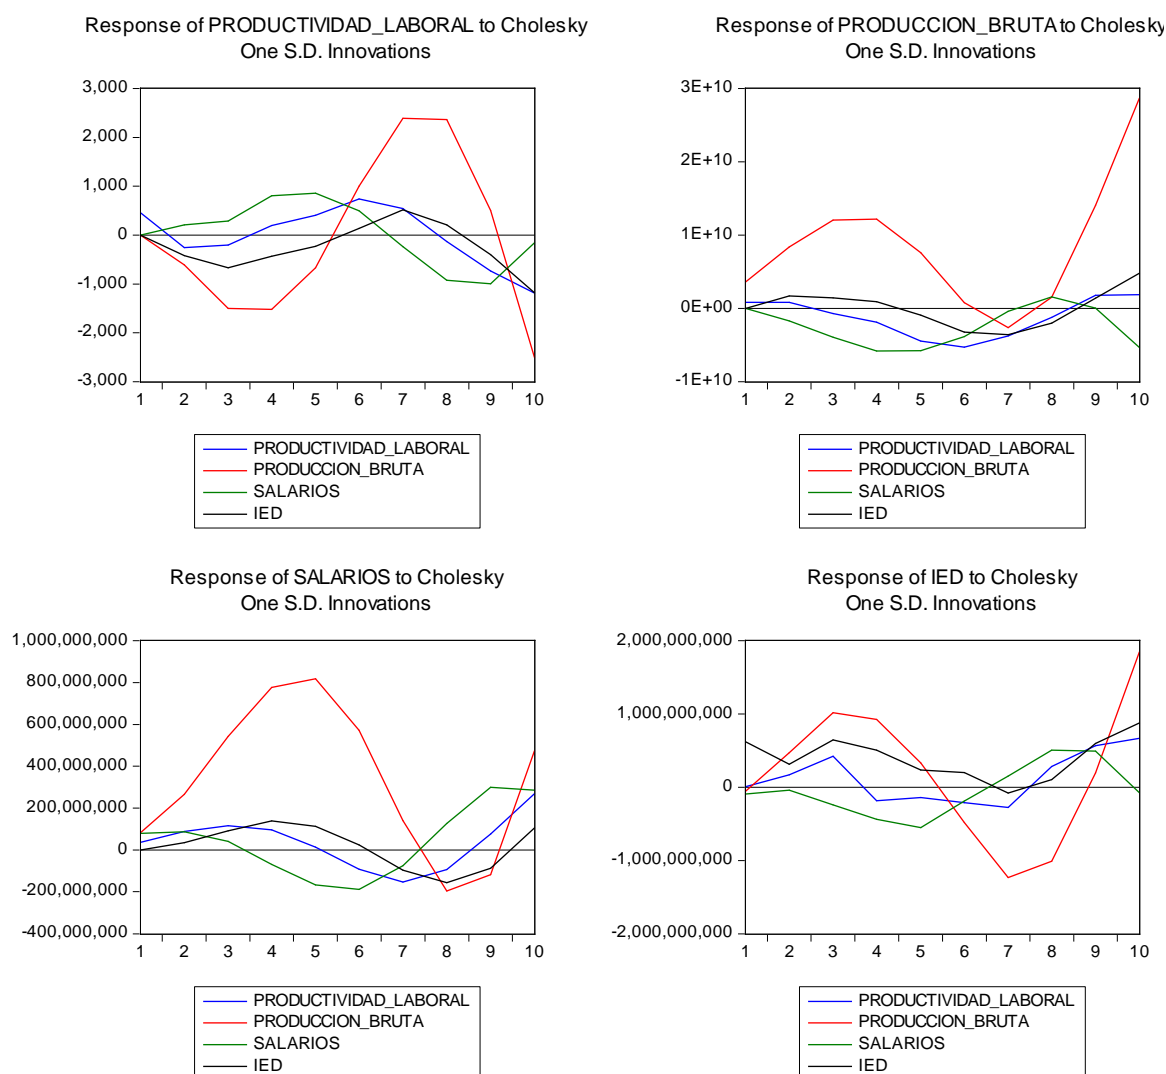 Response of PRODUCTIVIDAD_LABORAL to Cholesky
One S.D. Innovations
3,000
2,000
1,000
0
-1,000
-2,000
-3,000
1 2 3 4 5 6 7 8 9 10
PRODUCTIVIDAD_LABORAL
PRODUCCION_BRUTA
SALARIOS
IED
Response of PRODUCCION_BRUTA to Cholesky
One S.D. Innovations
3E+10
2E+10
1E+10
0E+00
-1E+10
1 2 3 4 5 6 7 8 9 10
PRODUCTIVIDAD_LABORAL
PRODUCCION_BRUTA
SALARIOS
IED
Response of SALARIOS to Cholesky
One S.D. Innovations
1,000,000,000
800,000,000
600,000,000
400,000,000
200,000,000
0
-200,000,000
-400,000,000
1 2 3 4 5 6 7 8 9 10
PRODUCTIVIDAD_LABORAL
PRODUCCION_BRUTA
SALARIOS
IED
Response of IED to Cholesky
One S.D. Innovations
2,000,000,000
1,000,000,000
0
-1,000,000,000
-2,000,000,000
1 2 3 4 5 6 7 8 9 10
PRODUCTIVIDAD_LABORAL
PRODUCCION_BRUTA
SALARIOS
IED